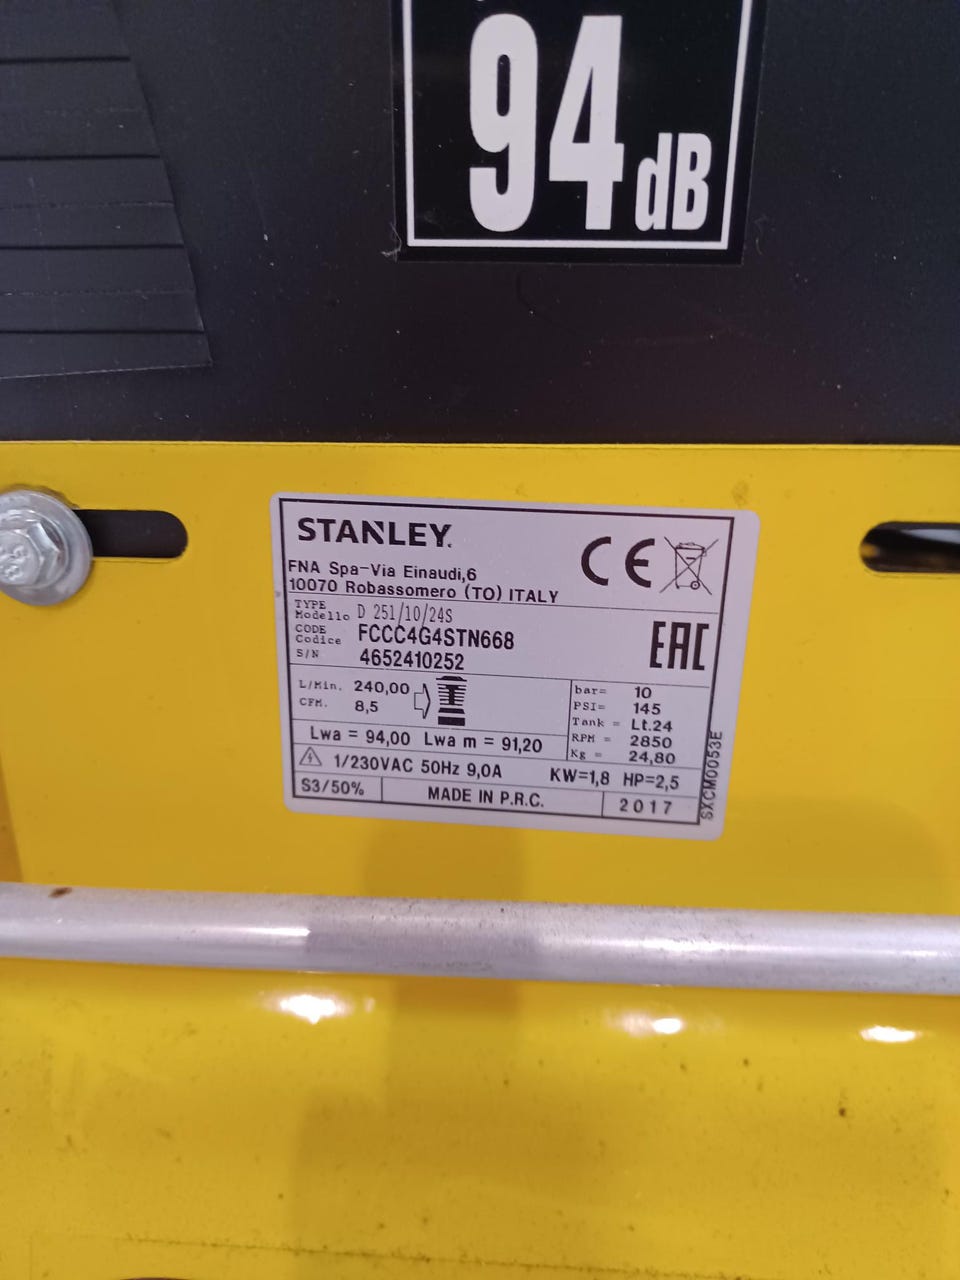 94 dB
STANLEY.
CE
FNA Spa-Via Einaudi,6
10070 Robassomero (TO) ITALY
TYPE
Modello D 251/10/24S
CODE
Codice FCCC4G4STN668
S/N 4652410252
EAC
L/Min. 240,00
CFM. 8,5
bar= 10
PSI= 145
Tank = Lt.24
RPM = 2850
Kg = 24,80
Lwa = 94,00 Lwa m = 91,20
1/230VAC 50Hz 9,0A KW=1,8 HP=2,5
S3/50% MADE IN P.R.C. 2017
SXCM0053E
8.8